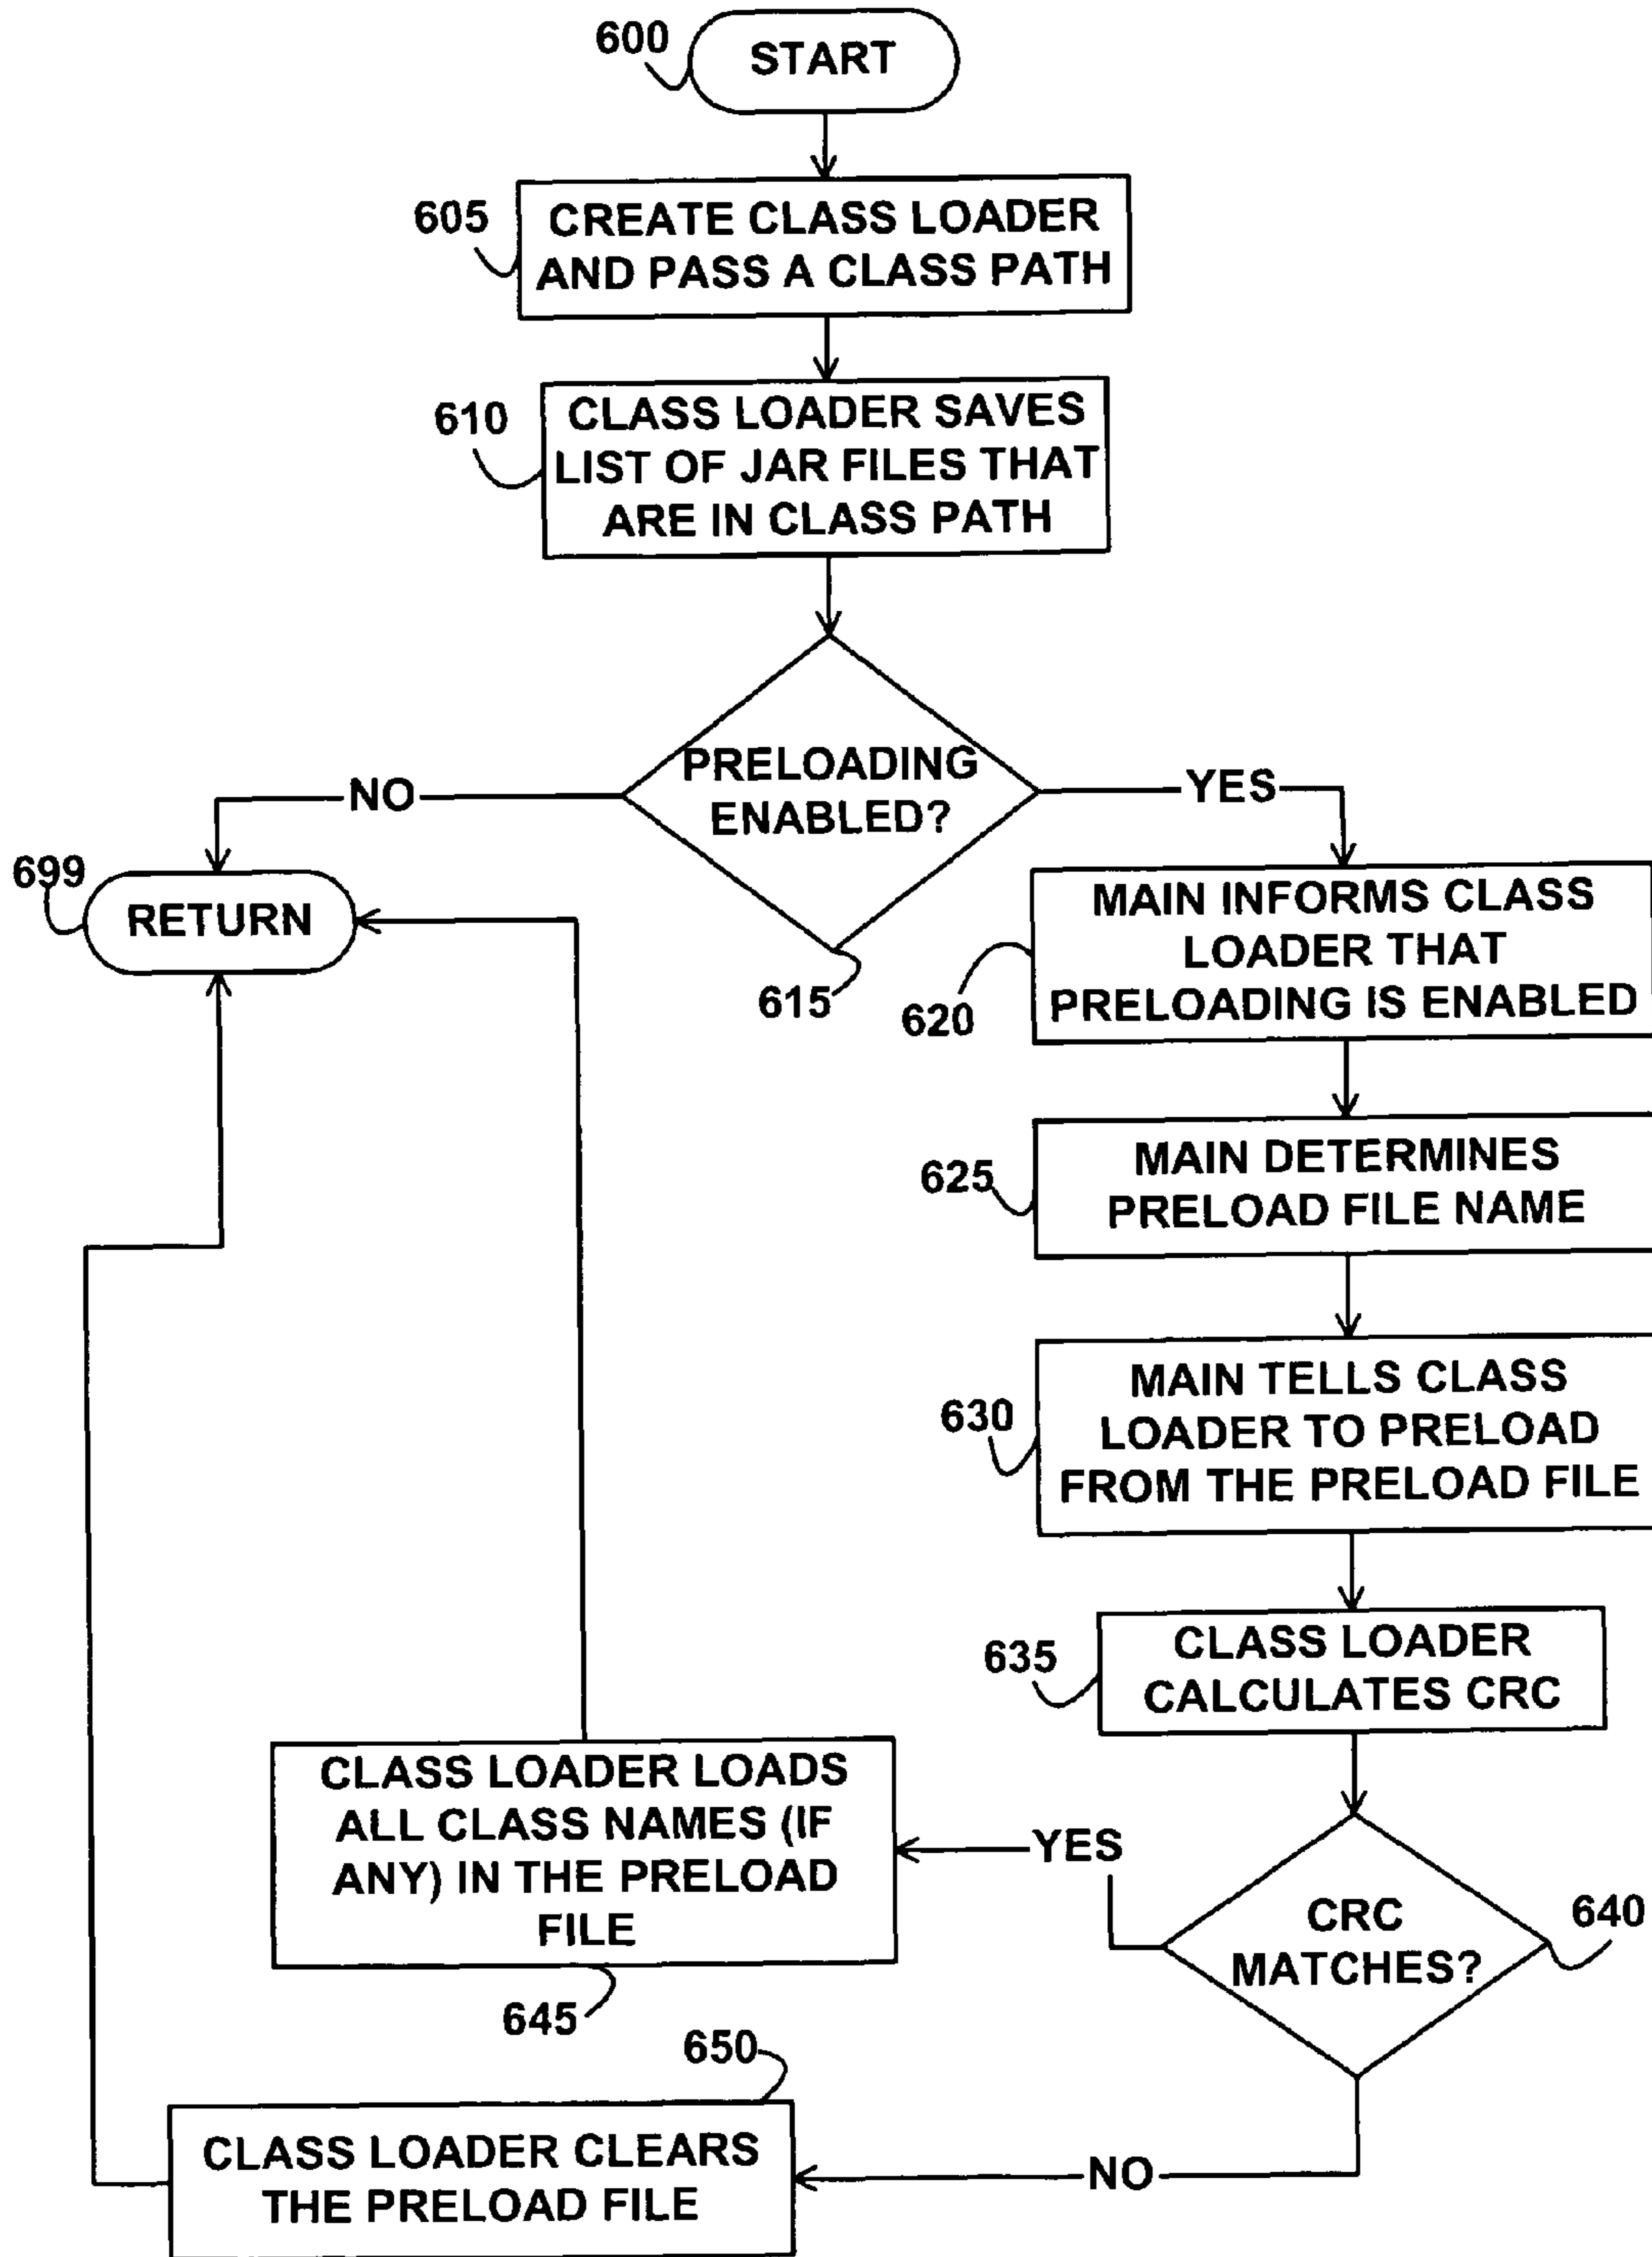 600
START
605
CREATE CLASS LOADER
AND PASS A CLASS PATH
610
CLASS LOADER SAVES
LIST OF JAR FILES THAT
ARE IN CLASS PATH
PRELOADING
ENABLED?
NO
YES
615
699
RETURN
MAIN INFORMS CLASS
LOADER THAT
PRELOADING IS ENABLED
620
625
MAIN DETERMINES
PRELOAD FILE NAME
630
MAIN TELLS CLASS
LOADER TO PRELOAD
FROM THE PRELOAD FILE
635
CLASS LOADER
CALCULATES CRC
CRC
MATCHES?
640
YES
CLASS LOADER LOADS
ALL CLASS NAMES (IF
ANY) IN THE PRELOAD
FILE
645
NO
650
CLASS LOADER CLEARS
THE PRELOAD FILE